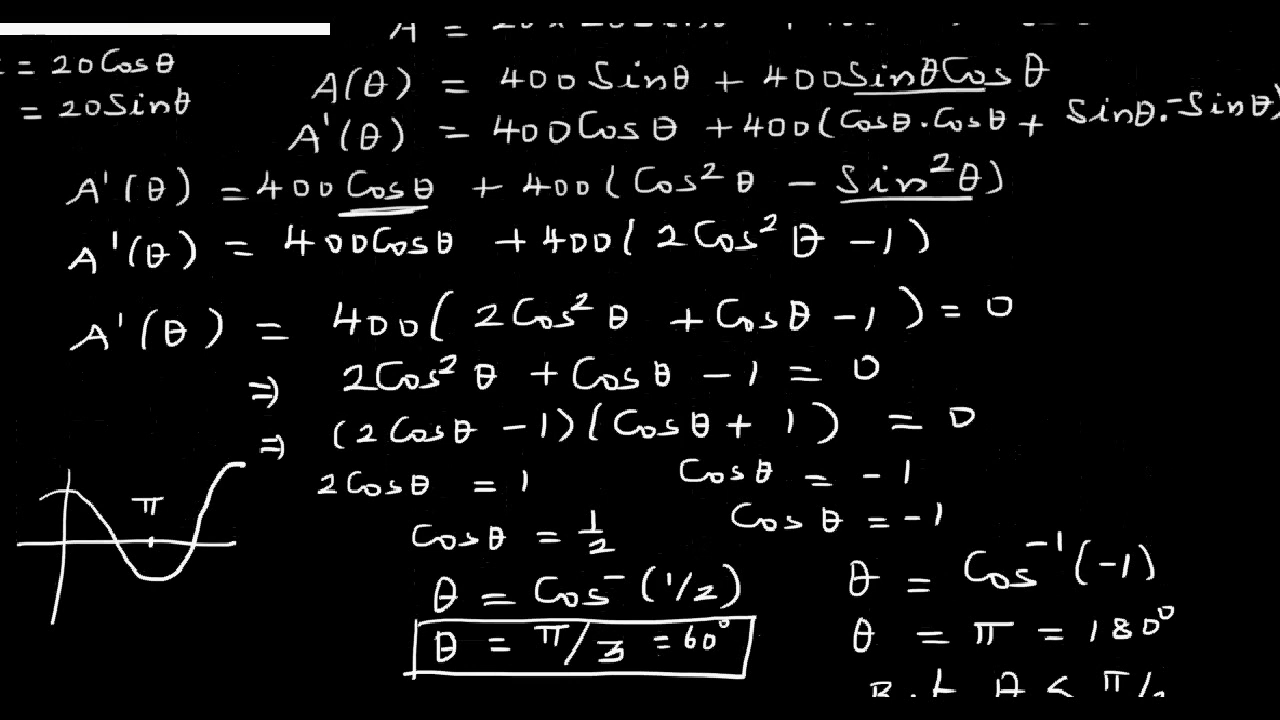 = 20Cosθ
= 20Sinθ
A(θ) = 400Sinθ + 400SinθCosθ
A'(θ) = 400Cosθ + 400(Cosθ.Cosθ + Sinθ.-Sinθ)
A'(θ) = 400Cosθ + 400(Cos²θ - Sin²θ)
A'(θ) = 400Cosθ + 400(2Cos²θ - 1)
A'(θ) = 400(2Cos²θ + Cosθ - 1) = 0
⇒ 2Cos²θ + Cosθ - 1 = 0
⇒ (2Cosθ - 1)(Cosθ + 1) = 0
2Cosθ = 1
Cosθ = -1
π
Cosθ = 1/2
Cosθ = -1
θ = Cos⁻(1/2)
θ = Cos⁻¹(-1)
θ = π/3 = 60°
θ = π = 180°